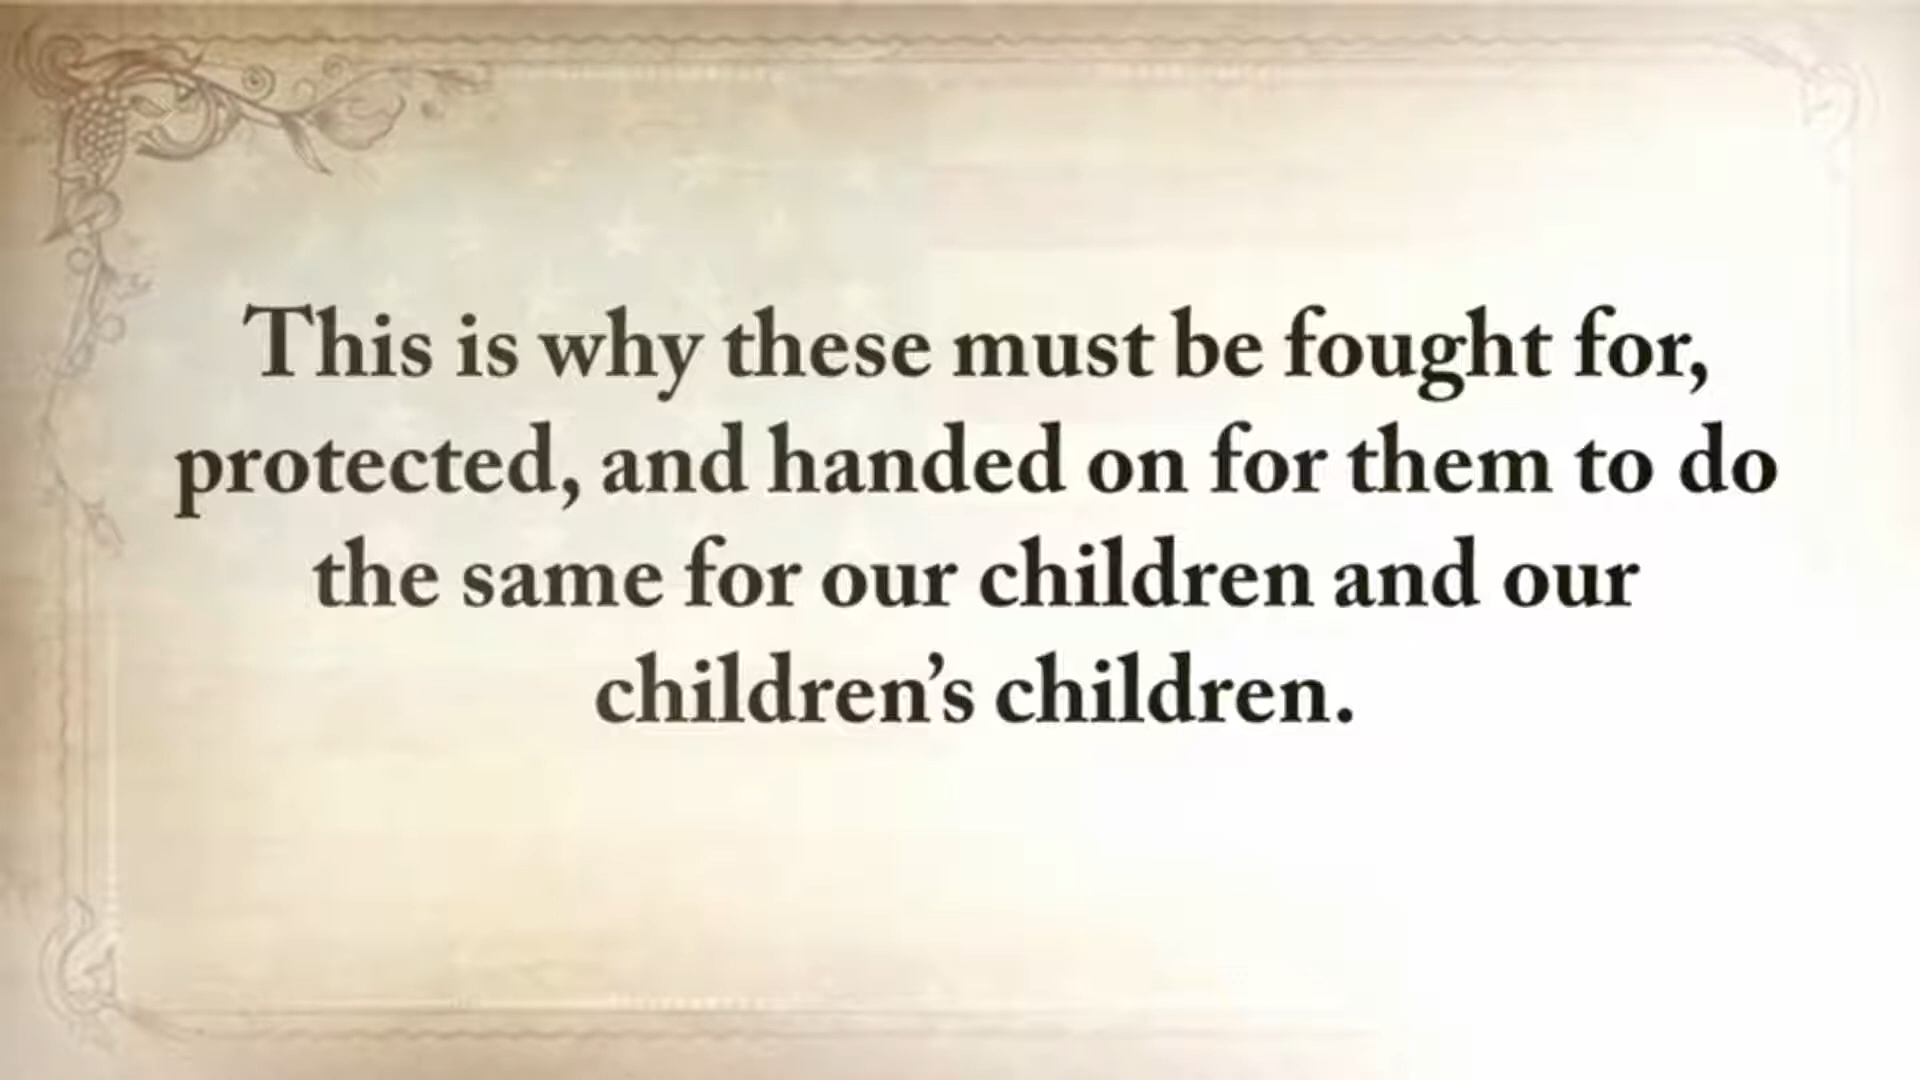 This is why these must be fought for,
protected, and handed on for them to do
the same for our children and our
children’s children.